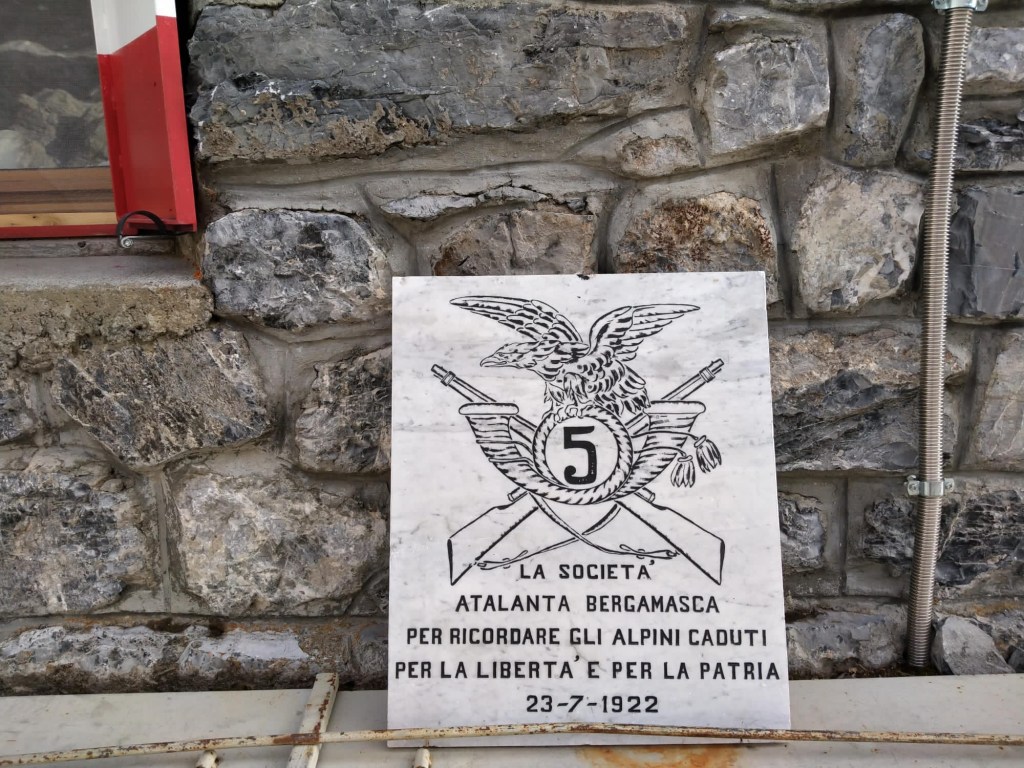 5
LA SOCIETA'
ATALANTA BERGAMASCA
PER RICORDARE GLI ALPINI CADUTI
PER LA LIBERTA' E PER LA PATRIA
23-7-1922